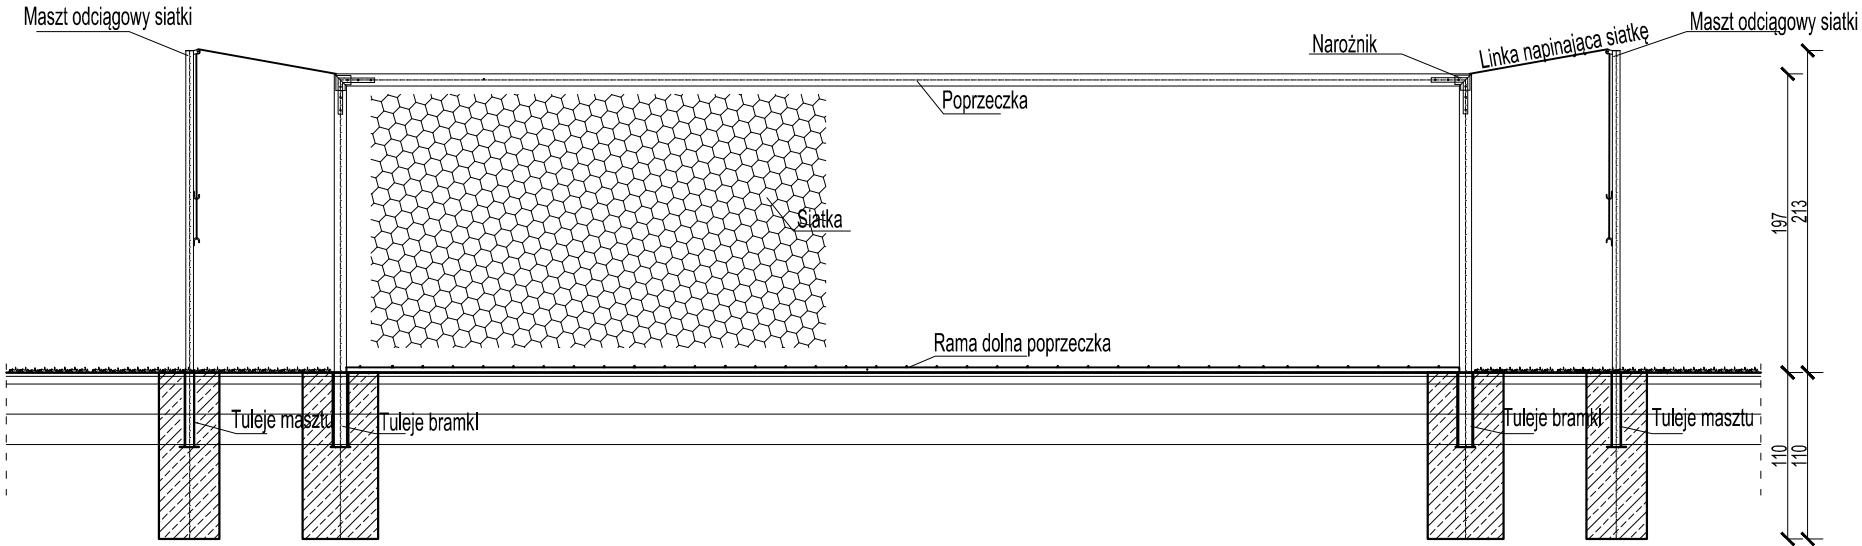 Maszt odciągowy siatki
Narożnik
Linka napinająca siatkę
Maszt odciągowy siatki
Poprzeczka
Siatka
197
213
Rama dolna poprzeczka
Tuleje masztu
Tuleje bramkI
Tuleje bramkI
Tuleje masztu
110
110